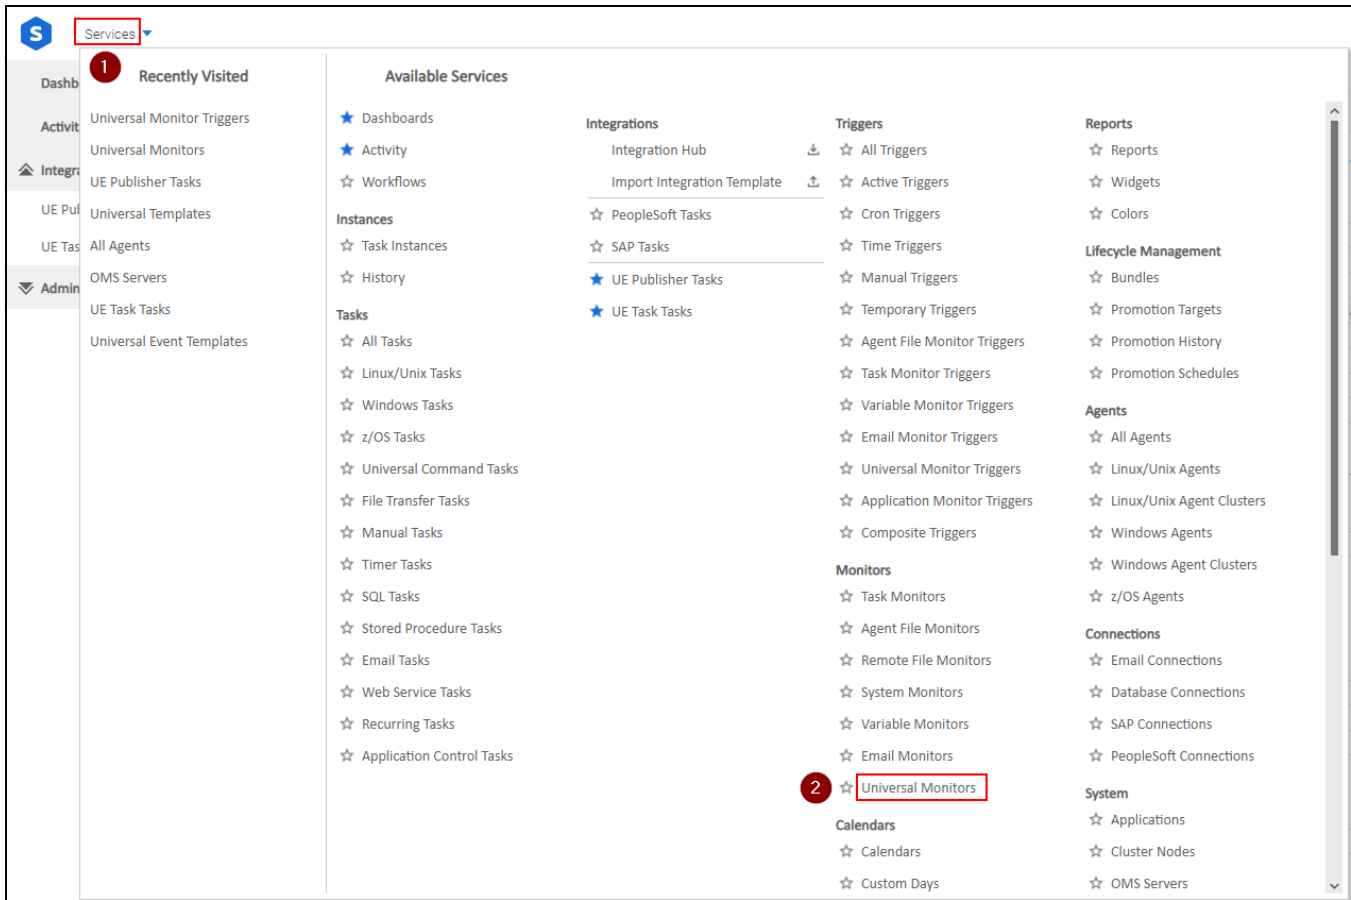 S
Services
1
Recently Visited
Universal Monitor Triggers
Universal Monitors
UE Publisher Tasks
Universal Templates
All Agents
OMS Servers
UE Task Tasks
Universal Event Templates
Dashb
Activit
Integra
UE Pub
UE Tas
Admin
Available Services
Dashboards
Activity
Workflows
Instances
Task Instances
History
Tasks
All Tasks
Linux/Unix Tasks
Windows Tasks
z/OS Tasks
Universal Command Tasks
File Transfer Tasks
Manual Tasks
Timer Tasks
SQL Tasks
Stored Procedure Tasks
Email Tasks
Web Service Tasks
Recurring Tasks
Application Control Tasks
Integrations
Integration Hub
Import Integration Template
PeopleSoft Tasks
SAP Tasks
UE Publisher Tasks
UE Task Tasks
Triggers
All Triggers
Active Triggers
Cron Triggers
Time Triggers
Manual Triggers
Temporary Triggers
Agent File Monitor Triggers
Task Monitor Triggers
Variable Monitor Triggers
Email Monitor Triggers
Universal Monitor Triggers
Application Monitor Triggers
Composite Triggers
Monitors
Task Monitors
Agent File Monitors
Remote File Monitors
System Monitors
Variable Monitors
Email Monitors
2
Universal Monitors
Calendars
Calendars
Custom Days
Reports
Reports
Widgets
Colors
Lifecycle Management
Bundles
Promotion Targets
Promotion History
Promotion Schedules
Agents
All Agents
Linux/Unix Agents
Linux/Unix Agent Clusters
Windows Agents
Windows Agent Clusters
z/OS Agents
Connections
Email Connections
Database Connections
SAP Connections
PeopleSoft Connections
System
Applications
Cluster Nodes
OMS Servers